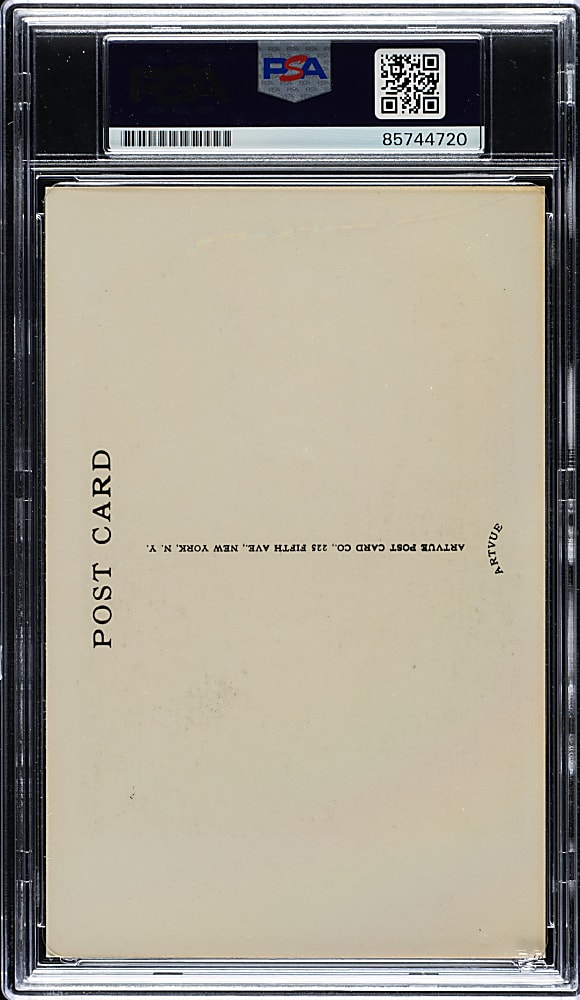 PSA
85744720
POST CARD
ARTVUE POST CARD CO., 225 FIFTH AVE., NEW YORK, N. Y.
ARTVUE